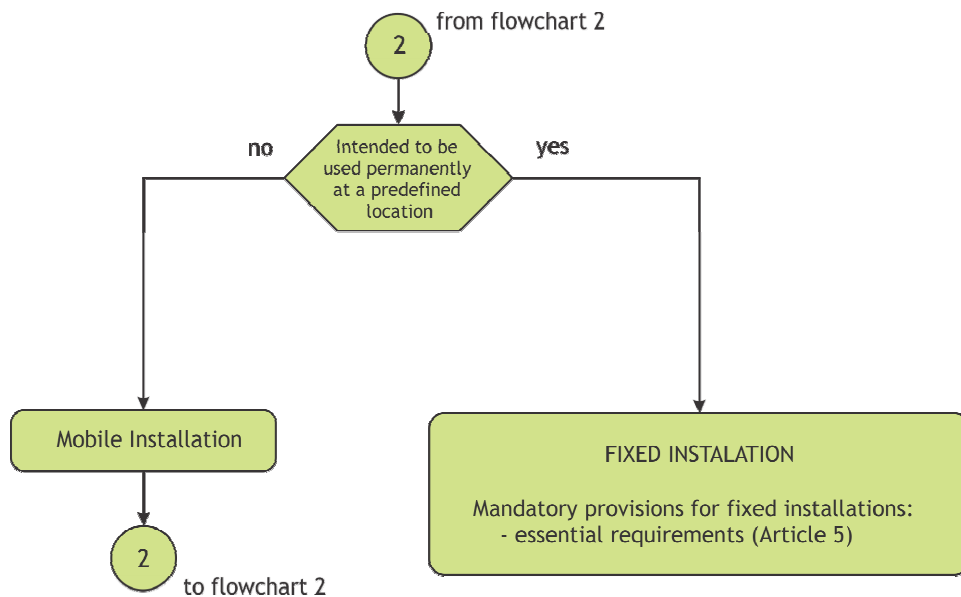 2
from flowchart 2
no
Intended to be
used permanently
at a predefined
location
yes
Mobile Installation
FIXED INSTALATION
Mandatory provisions for fixed installations:
- essential requirements (Article 5)
2
to flowchart 2